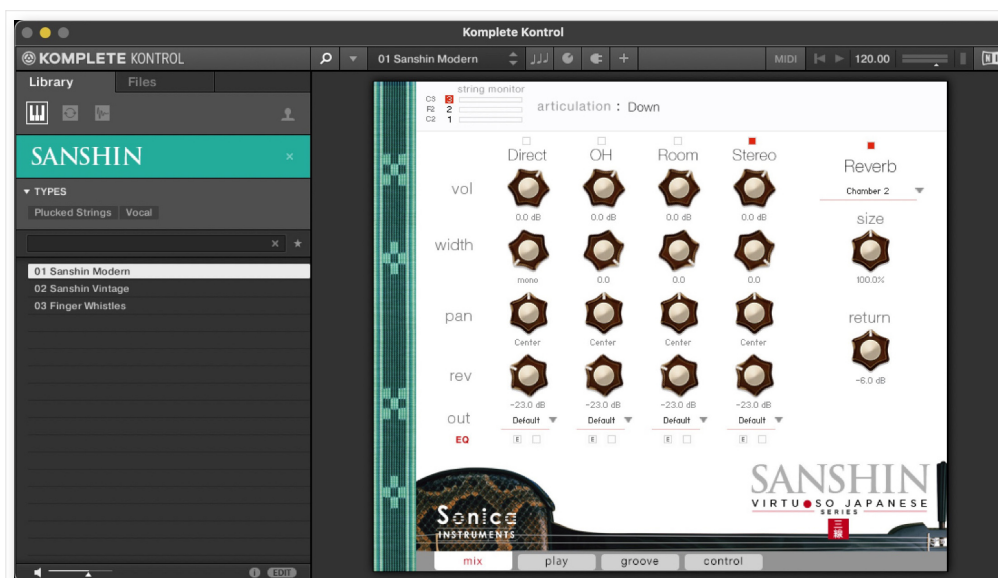 Komplete Kontrol
KOMPLETE KONTROL
01 Sanshin Modern
MIDI
120.00
Library Files
SANSHIN
TYPES
Plucked Strings Vocal
01 Sanshin Modern
02 Sanshin Vintage
03 Finger Whistles
EDIT
string monitor
C3 3
F2 2
C2 1
articulation : Down
Direct OH Room Stereo
Reverb
Chamber 2
vol
0.0 dB 0.0 dB 0.0 dB 0.0 dB
size
100.0%
width
mono 0.0 0.0 0.0
pan
Center Center Center Center
return
-6.0 dB
rev
-23.0 dB -23.0 dB -23.0 dB -23.0 dB
out Default Default Default Default
EQ E E E E
SANSHIN
VIRTUOSO JAPANESE
SERIES
三線
Sonica
INSTRUMENTS
mix play groove control